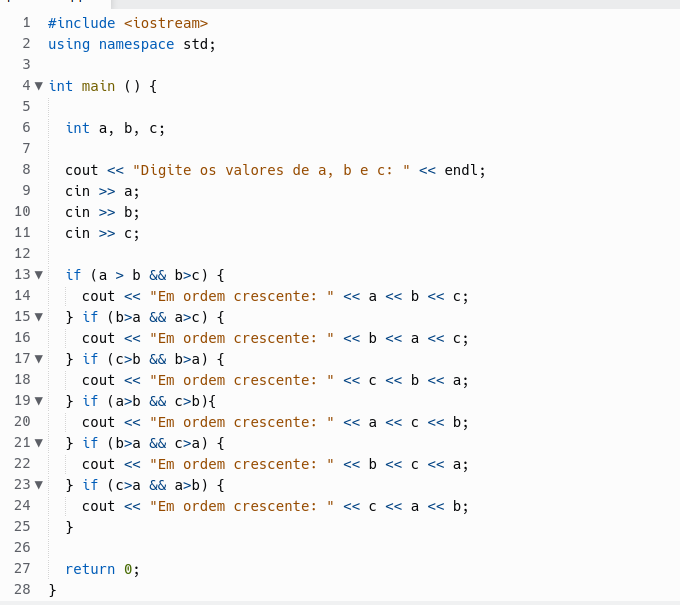 1 #include <iostream>
2 using namespace std;
3
4 int main () {
5
6 int a, b, c;
7
8 cout << "Digite os valores de a, b e c: " << endl;
9 cin >> a;
10 cin >> b;
11 cin >> c;
12
13 if (a > b && b>c) {
14 cout << "Em ordem crescente: " << a << b << c;
15 } if (b>a && a>c) {
16 cout << "Em ordem crescente: " << b << a << c;
17 } if (c>b && b>a) {
18 cout << "Em ordem crescente: " << c << b << a;
19 } if (a>b && c>b){
20 cout << "Em ordem crescente: " << a << c << b;
21 } if (b>a && c>a) {
22 cout << "Em ordem crescente: " << b << c << a;
23 } if (c>a && a>b) {
24 cout << "Em ordem crescente: " << c << a << b;
25 }
26
27 return 0;
28 }